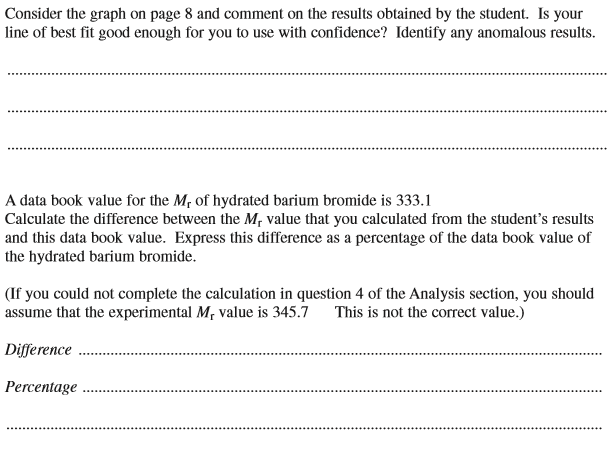 Consider the graph on page 8 and comment on the results obtained by the student.  Is your
line of best fit good enough for you to use with confidence?  Identify any anomalous results.
A data book value for the Mr of hydrated barium bromide is 333.1
Calculate the difference between the Mr value that you calculated from the student's results
and this data book value.  Express this difference as a percentage of the data book value of
the hydrated barium bromide.
(If you could not complete the calculation in question 4 of the Analysis section, you should
assume that the experimental Mr value is 345.7      This is not the correct value.)
Difference ..........................................................................................
Percentage ..........................................................................................